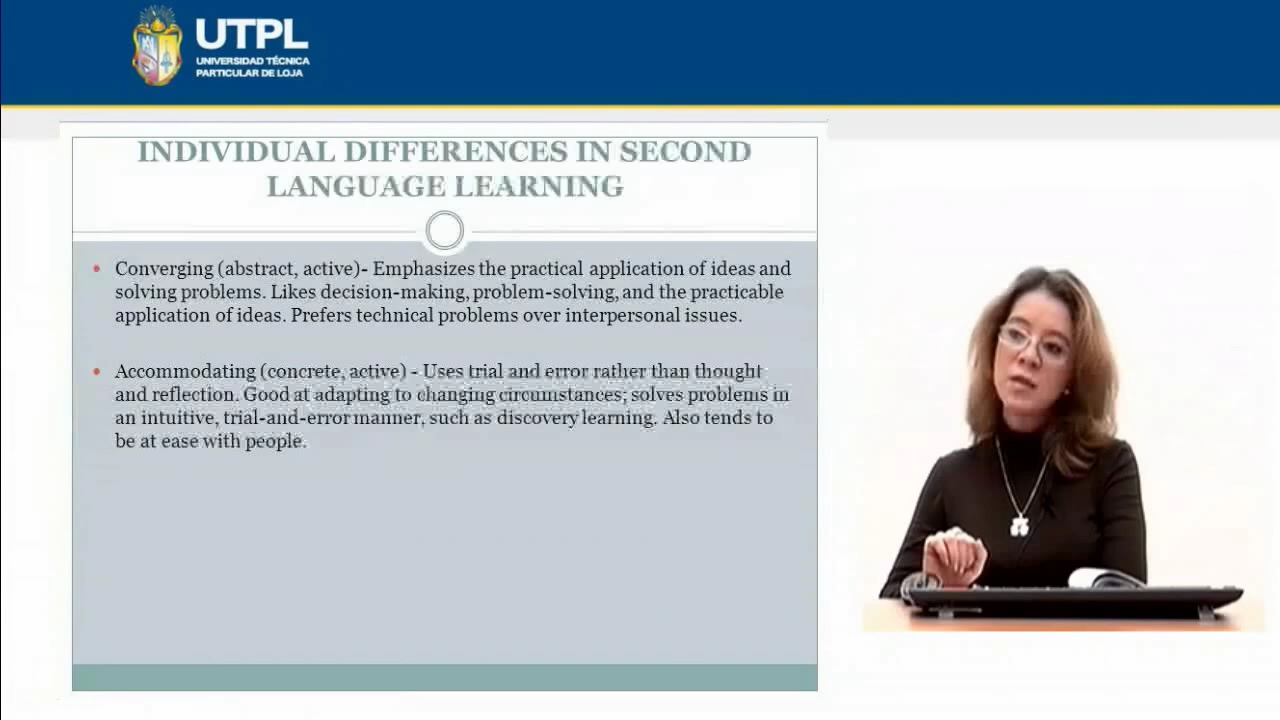 UTPL
UNIVERSIDAD TÉCNICA
PARTICULAR DE LOJA
INDIVIDUAL DIFFERENCES IN SECOND
LANGUAGE LEARNING
• Converging (abstract, active)- Emphasizes the practical application of ideas and
solving problems. Likes decision-making, problem-solving, and the practicable
application of ideas. Prefers technical problems over interpersonal issues.
• Accommodating (concrete, active) - Uses trial and error rather than thought
and reflection. Good at adapting to changing circumstances; solves problems in
an intuitive, trial-and-error manner, such as discovery learning. Also tends to
be at ease with people.